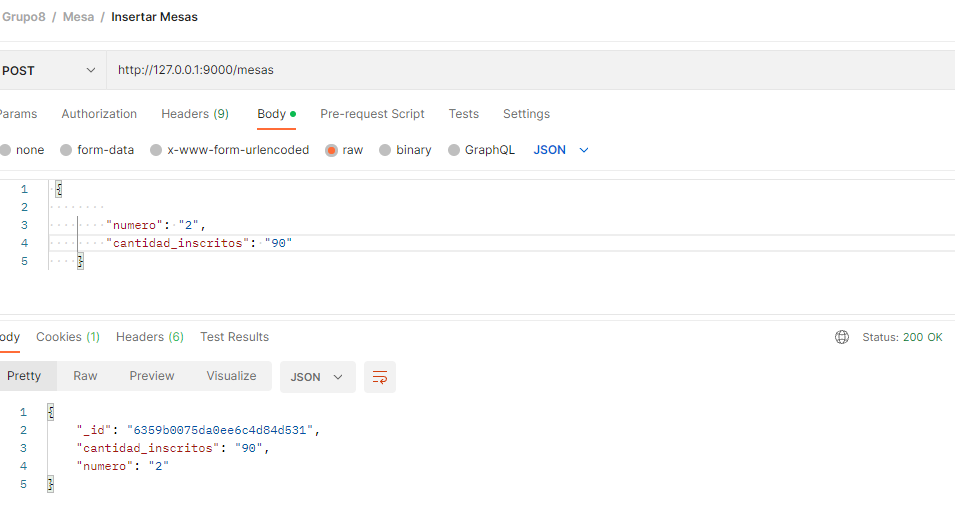 Grupo8 / Mesa / Insertar Mesas
POST http://127.0.0.1:9000/mesas
Params Authorization Headers (9) Body Pre-request Script Tests Settings
none form-data x-www-form-urlencoded raw binary GraphQL JSON
1 {
2
3 "numero": "2",
4 "cantidad_inscritos": "90"
5 }
ody Cookies (1) Headers (6) Test Results Status: 200 OK
Pretty Raw Preview Visualize JSON
1 {
2 "_id": "6359b0075da0ee6c4d84d531",
3 "cantidad_inscritos": "90",
4 "numero": "2"
5 }